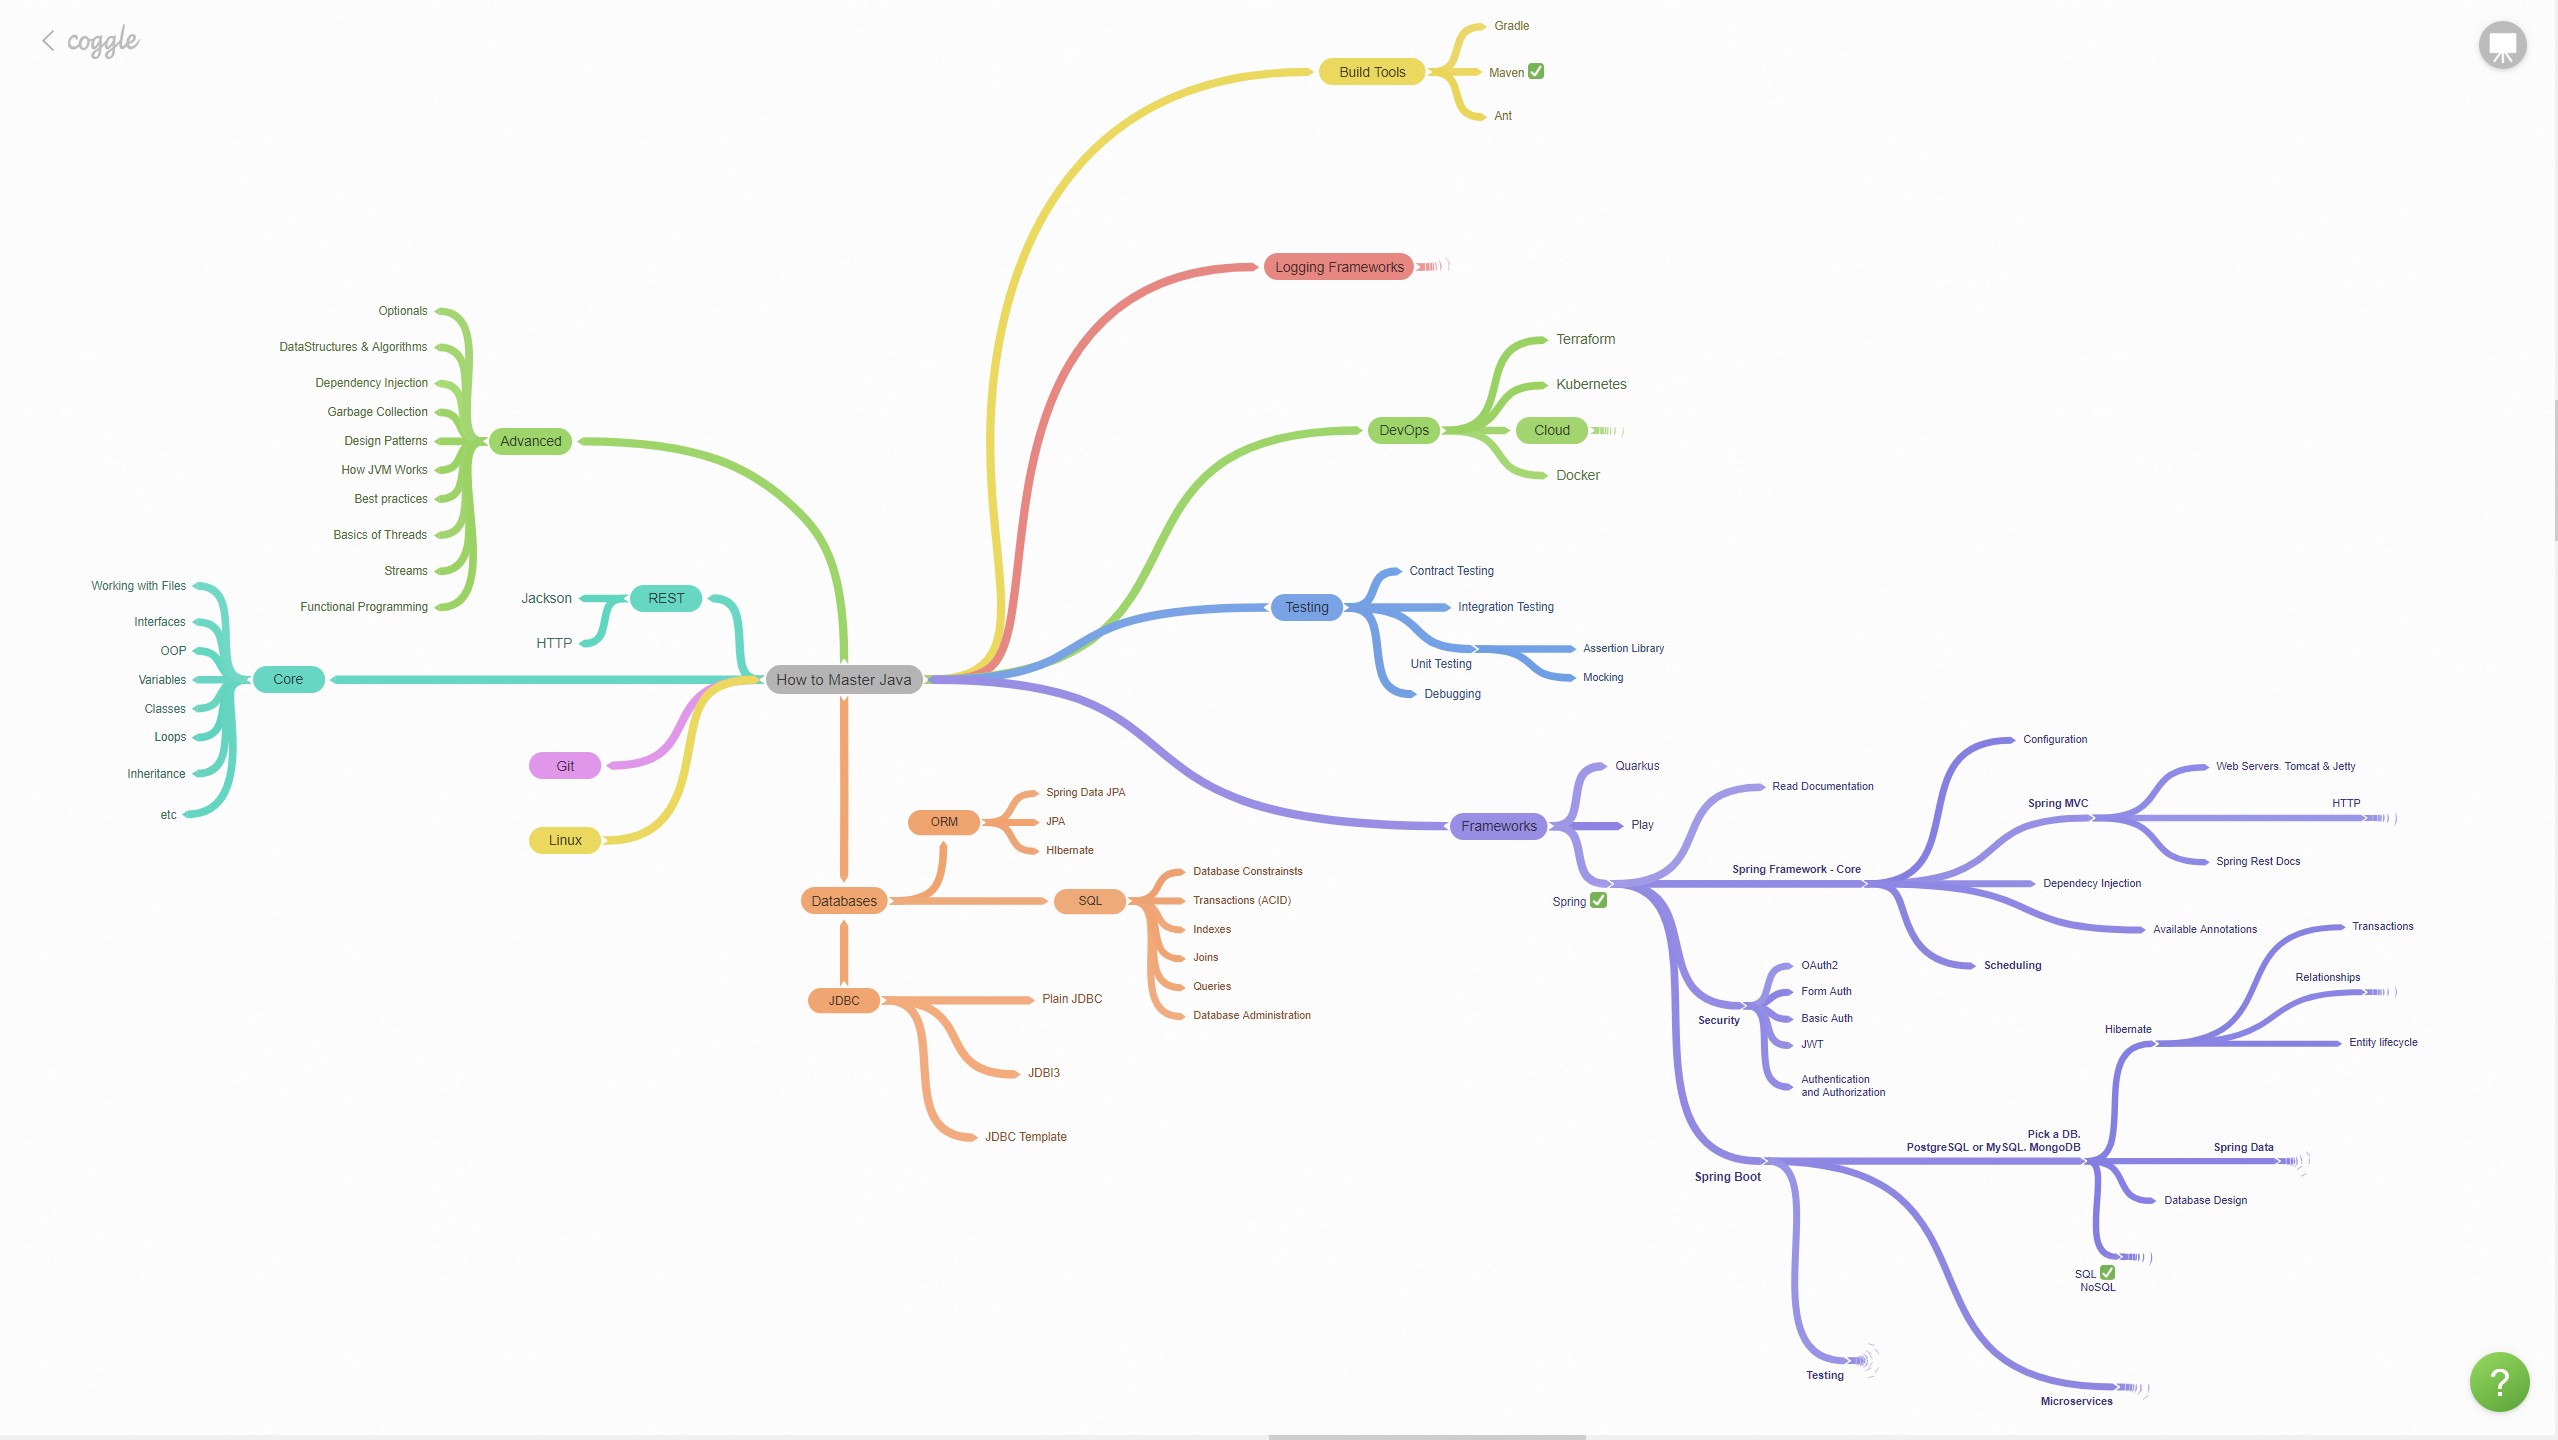 coggle
Gradle
Build Tools
Maven
Ant
Logging Frameworks
Terraform
Kubernetes
DevOps
Cloud
Docker
Optionals
DataStructures & Algorithms
Dependency Injection
Garbage Collection
Advanced
Design Patterns
How JVM Works
Best practices
Basics of Threads
Streams
Functional Programming
REST
Jackson
HTTP
Working with Files
Interfaces
OOP
Core
Variables
Classes
Loops
Inheritance
etc
How to Master Java
Git
Linux
Testing
Contract Testing
Integration Testing
Unit Testing
Assertion Library
Mocking
Debugging
Databases
ORM
Spring Data JPA
JPA
HIbernate
SQL
Database Constrainsts
Transactions (ACID)
Indexes
Joins
Queries
Database Administration
JDBC
Plain JDBC
JDBI3
JDBC Template
Frameworks
Quarkus
Play
Spring
Read Documentation
Spring Framework - Core
Configuration
Spring MVC
Web Servers. Tomcat & Jetty
HTTP
Spring Rest Docs
Dependecy Injection
Available Annotations
Scheduling
Security
OAuth2
Form Auth
Basic Auth
JWT
Authentication
and Authorization
Spring Boot
Pick a DB.
PostgreSQL or MySQL. MongoDB
Hibernate
Transactions
Relationships
Entity lifecycle
Spring Data
Database Design
SQL
NoSQL
Testing
Microservices
?